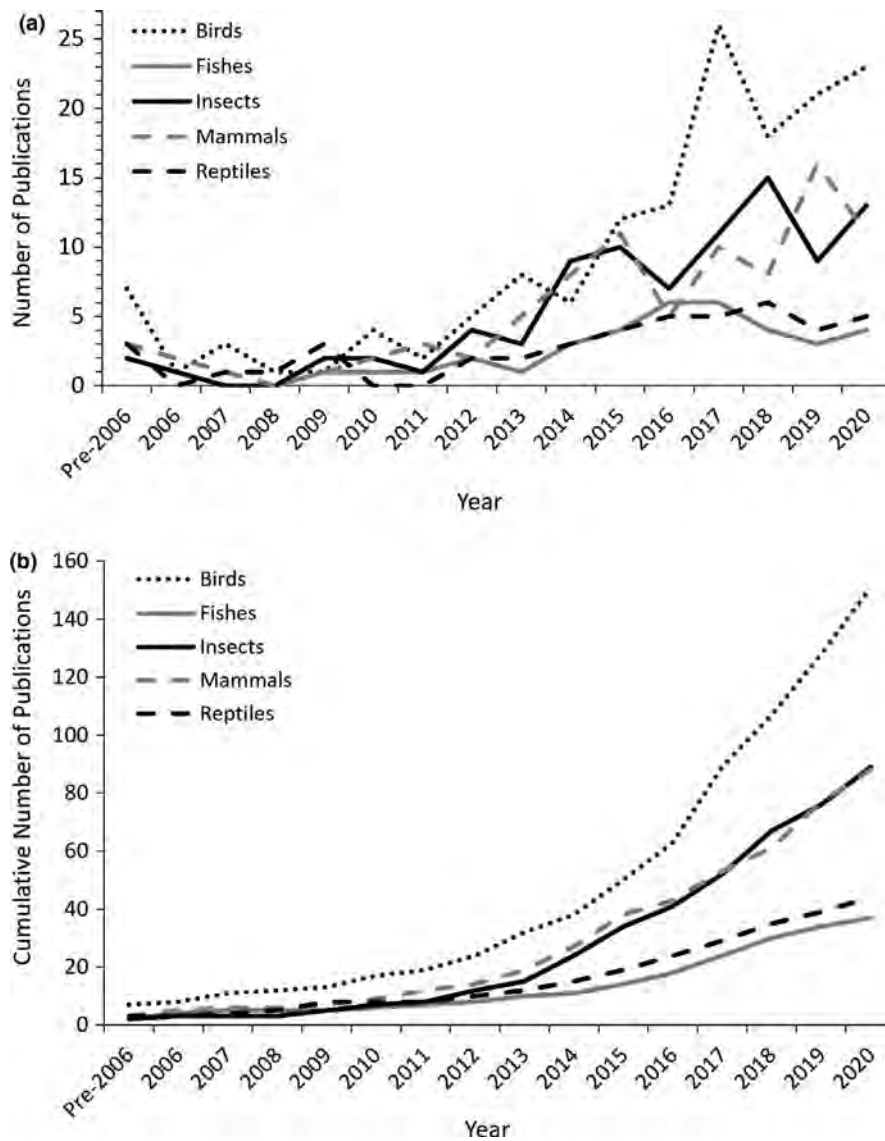 (a)
Birds
Fishes
Insects
Mammals
Reptiles
25
20
15
10
5
0
Number of Publications
Pre-2006
2006
2007
2008
2009
2010
2011
2012
2013
2014
2015
2016
2017
2018
2019
2020
Year
(b)
160
140
120
100
80
60
40
20
0
Birds
Fishes
Insects
Mammals
Reptiles
Cumulative Number of Publications
Pre-2006
2006
2007
2008
2009
2010
2011
2012
2013
2014
2015
2016
2017
2018
2019
2020
Year